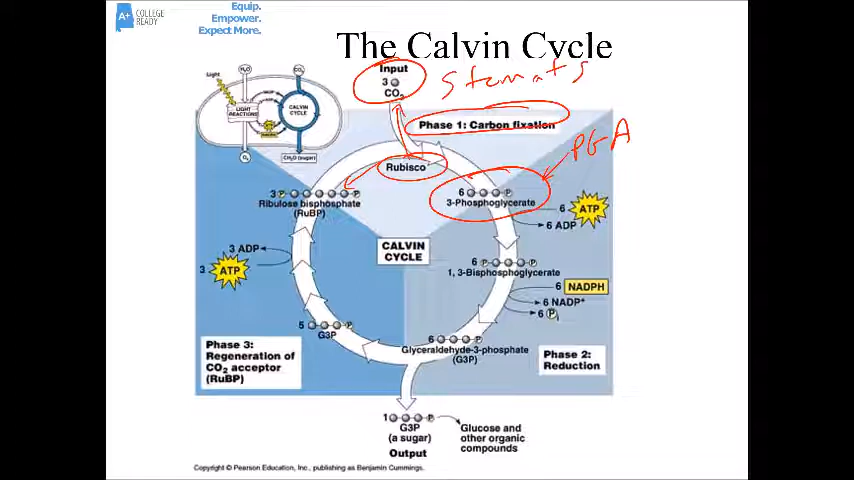 A+ COLLEGE
READY
Equip.
Empower.
Expect More.
The Calvin Cycle
Input
3
CO₂
Stomats
Phase 1: Carbon fixation
PGA
Light
H₂O
CO₂
LIGHT
REACTIONS
CALVIN
CYCLE
O₂
CH₂O (sugar)
Rubisco
3 P P
Ribulose bisphosphate
(RuBP)
6 P
3-Phosphoglycerate
6 ATP
6 ADP
CALVIN
CYCLE
6 P P
1, 3-Bisphosphoglycerate
3 ADP
3 ATP
6 NADPH
6 NADP⁺
6 Pi
5 P
G3P
6 P
Glyceraldehyde-3-phosphate
(G3P)
Phase 3:
Regeneration of
CO₂ acceptor
(RuBP)
Phase 2:
Reduction
1 P
G3P
(a sugar)
Output
Glucose and
other organic
compounds
Copyright © Pearson Education, Inc., publishing as Benjamin Cummings.